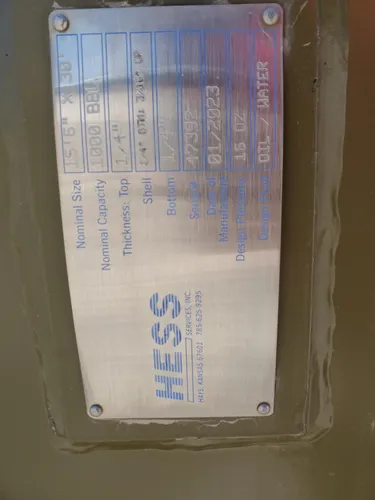 HESS
SERVICES, INC.
HAYS, KANSAS 67601 785-625-9295
Nominal Size 15'6" X 30'
Nominal Capacity 1000 BBL
Thickness: Top 1/4"
Shell 1/4" BTM 3/16" UP
Bottom 1/4"
Date of Manufacture 01/2023
Design Pressure 16 OZ
OIL / WATER